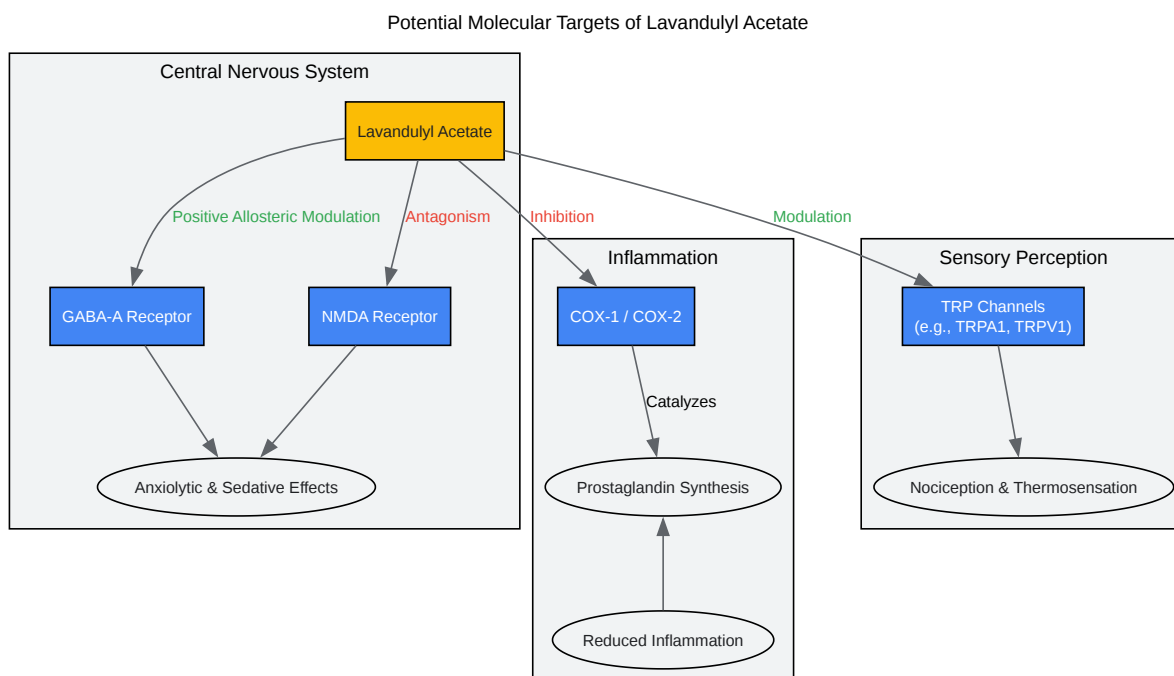 Potential Molecular Targets of Lavandulyl Acetate
Central Nervous System
Lavandulyl Acetate
Positive Allosteric Modulation
Antagonism
Inhibition
Modulation
Inflammation
Sensory Perception
GABA-A Receptor
NMDA Receptor
COX-1 / COX-2
TRP Channels
(e.g., TRPA1, TRPV1)
Catalyzes
Anxiolytic & Sedative Effects
Prostaglandin Synthesis
Nociception & Thermosensation
Reduced Inflammation